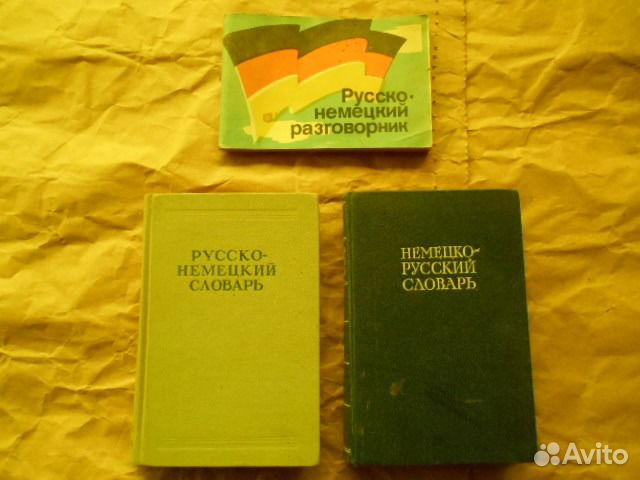 Русско-
немецкий
разговорник
РУССКО-
НЕМЕЦКИЙ
СЛОВАРЬ
НЕМЕЦКО-
РУССКИЙ
СЛОВАРЬ
Avito